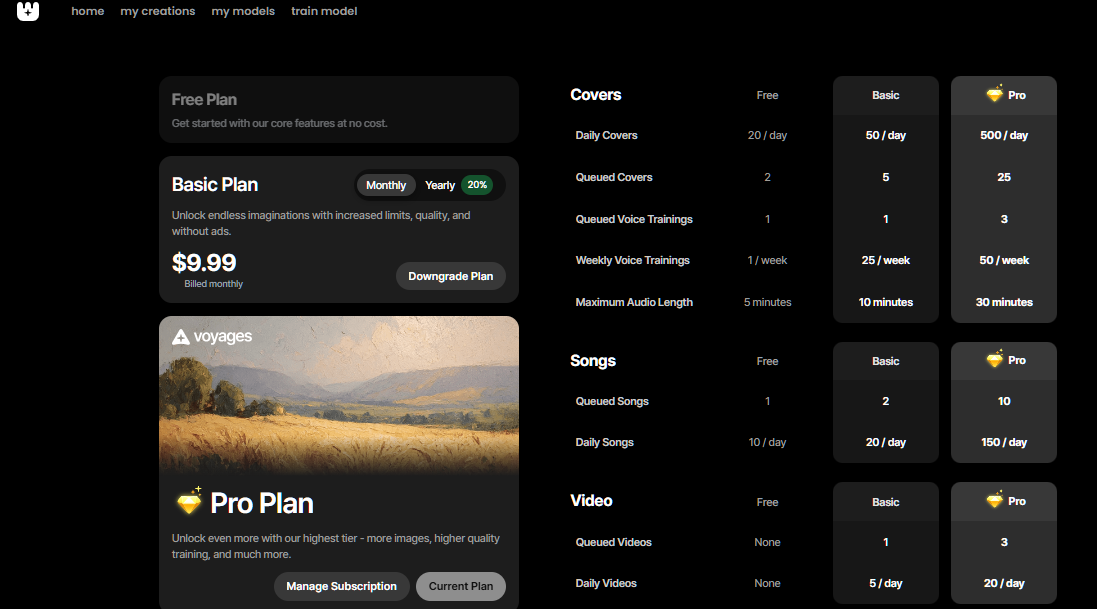 home my creations my models train model
Free Plan
Get started with our core features at no cost.
Basic Plan
Monthly Yearly 20%
Unlock endless imaginations with increased limits, quality, and
without ads.
$9.99
Billed monthly
Downgrade Plan
voyages
Pro Plan
Unlock even more with our highest tier - more images, higher quality
training, and much more.
Manage Subscription Current Plan
Covers Free Basic Pro
Daily Covers 20 / day 50 / day 500 / day
Queued Covers 2 5 25
Queued Voice Trainings 1 1 3
Weekly Voice Trainings 1 / week 25 / week 50 / week
Maximum Audio Length 5 minutes 10 minutes 30 minutes
Songs Free Basic Pro
Queued Songs 1 2 10
Daily Songs 10 / day 20 / day 150 / day
Video Free Basic Pro
Queued Videos None 1 3
Daily Videos None 5 / day 20 / day